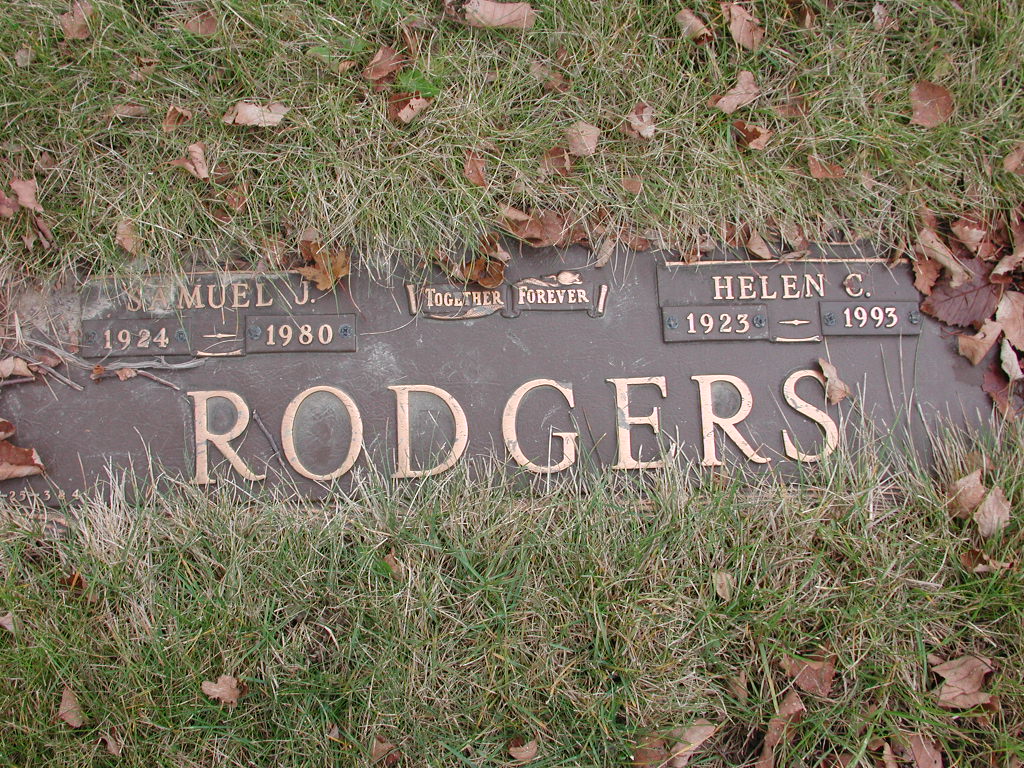 SAMUEL J.
1924 – 1980
TOGETHER FOREVER
HELEN C.
1923 – 1993
RODGERS